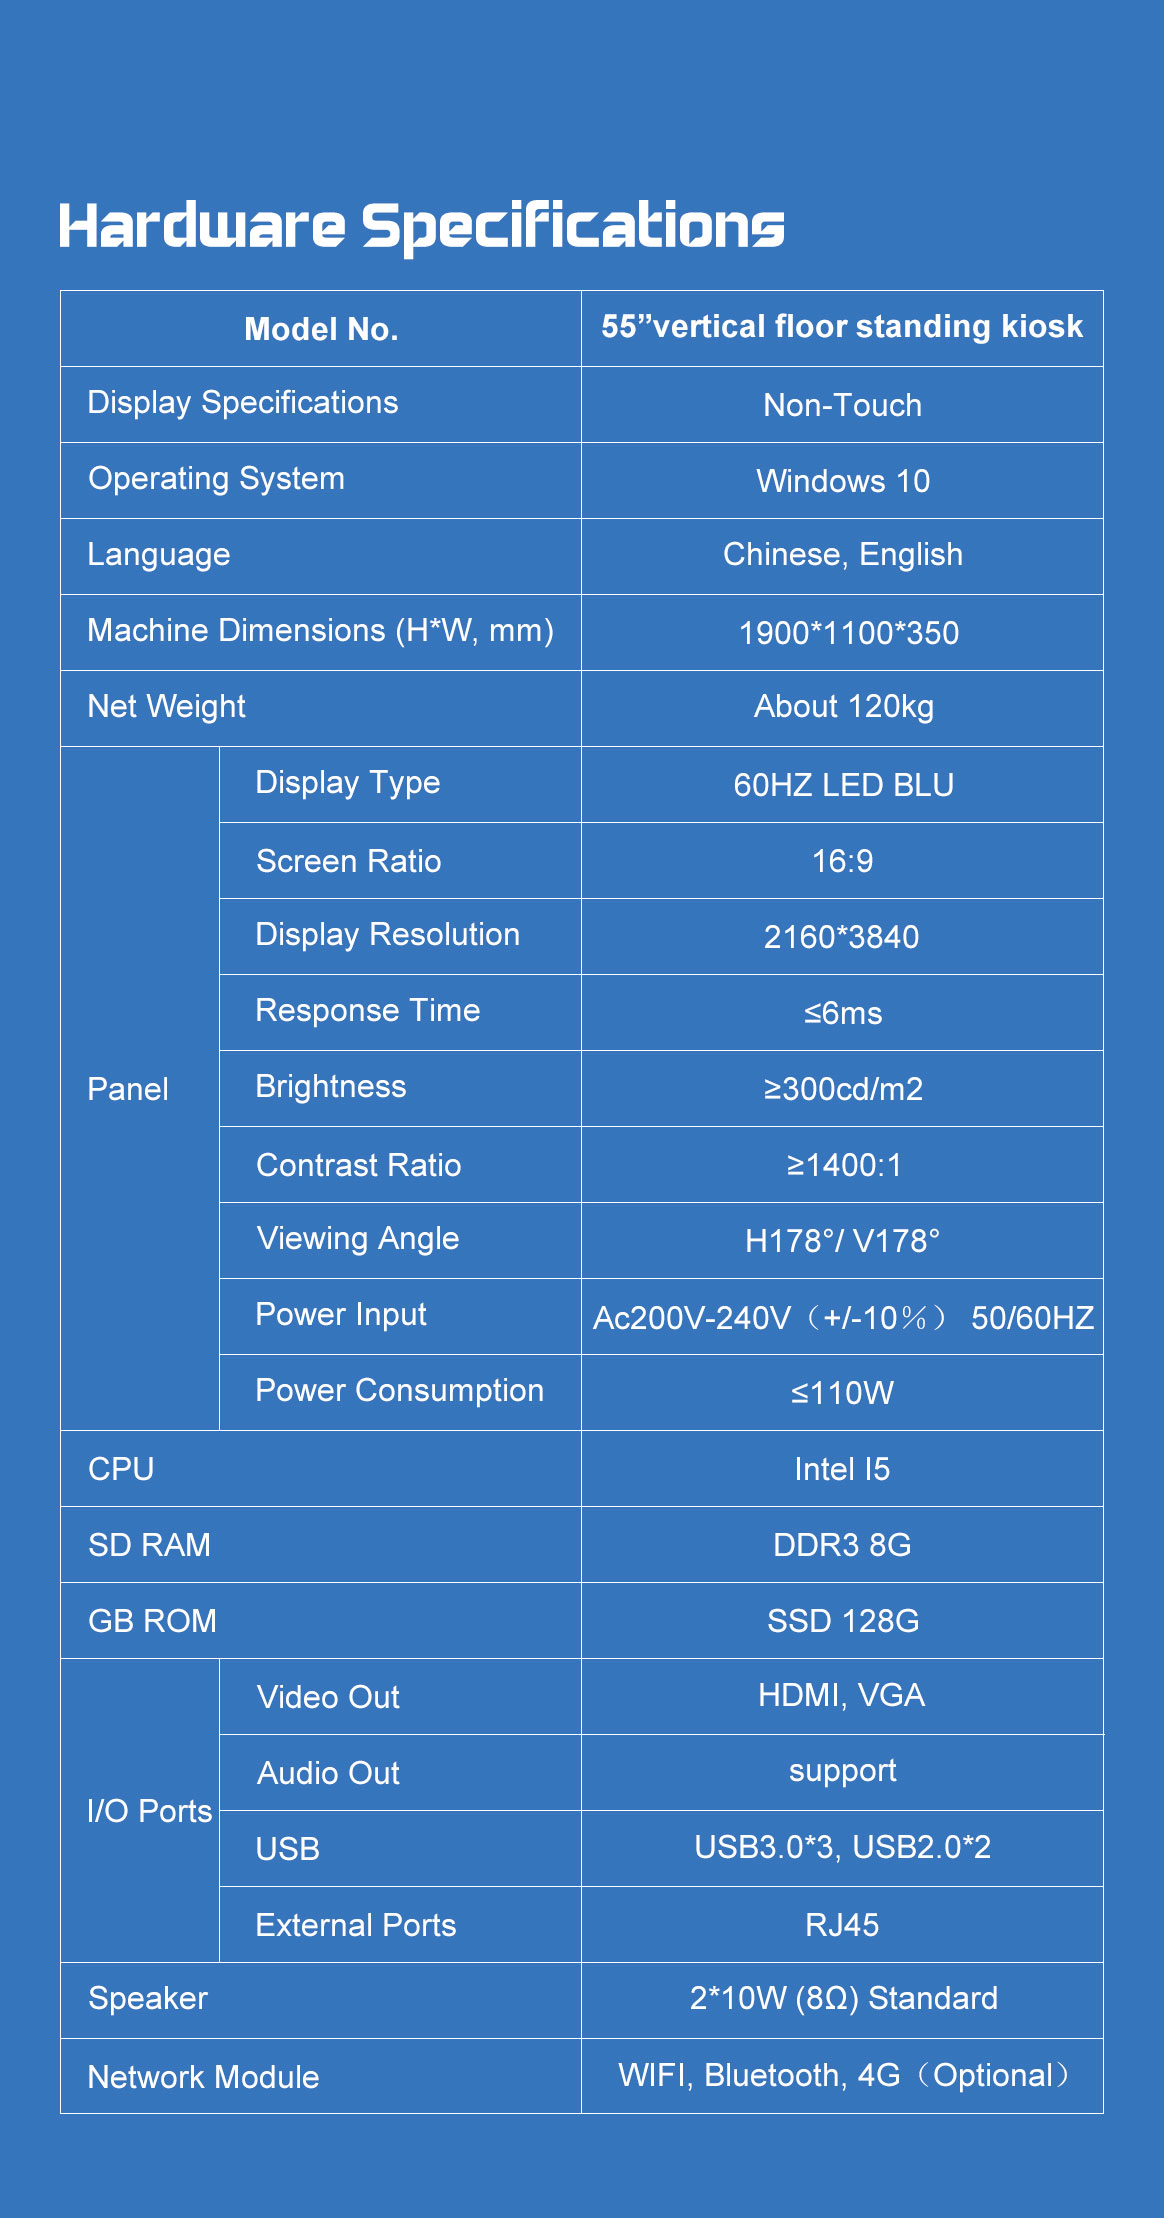 Hardware Specifications
Model No. 55”vertical floor standing kiosk
Display Specifications Non-Touch
Operating System Windows 10
Language Chinese, English
Machine Dimensions (H*W, mm) 1900*1100*350
Net Weight About 120kg
Panel
Display Type 60HZ LED BLU
Screen Ratio 16:9
Display Resolution 2160*3840
Response Time ≤6ms
Brightness ≥300cd/m2
Contrast Ratio ≥1400:1
Viewing Angle H178°/ V178°
Power Input Ac200V-240V（+/-10％） 50/60HZ
Power Consumption ≤110W
CPU Intel I5
SD RAM DDR3 8G
GB ROM SSD 128G
I/O Ports
Video Out HDMI, VGA
Audio Out support
USB USB3.0*3, USB2.0*2
External Ports RJ45
Speaker 2*10W (8Ω) Standard
Network Module WIFI, Bluetooth, 4G（Optional）